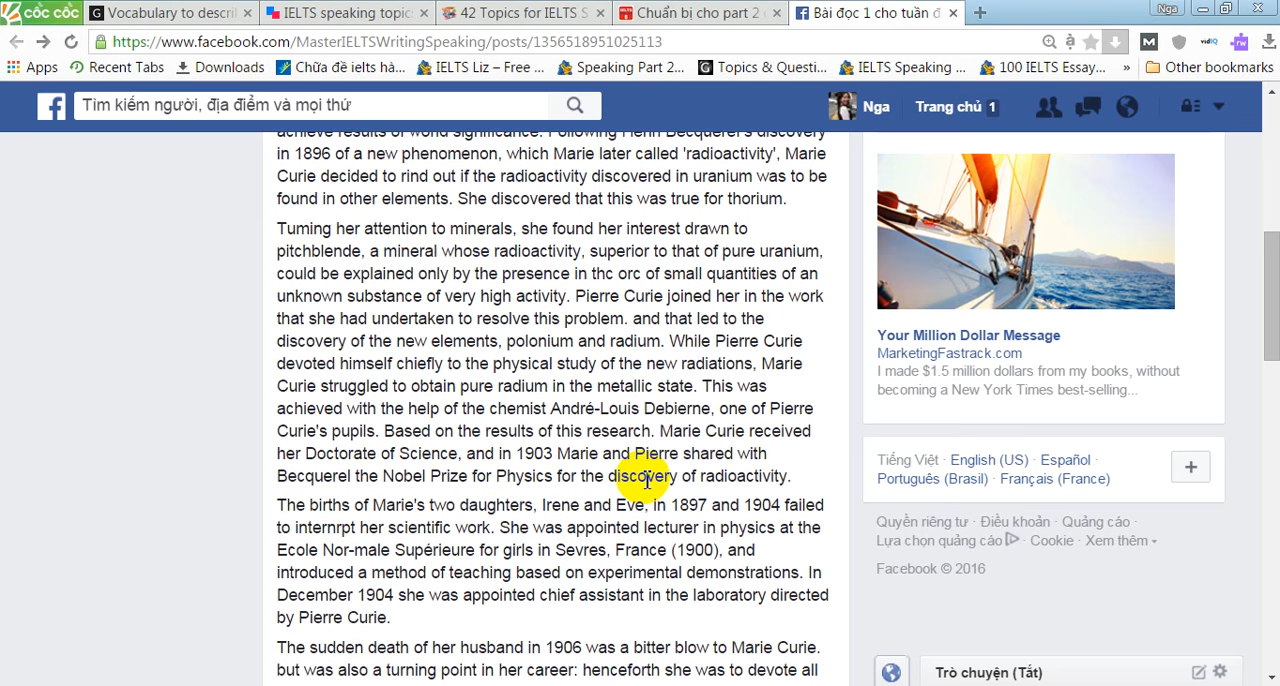 cốc cốc
Vocabulary to descri
IELTS speaking topic
42 Topics for IELTS S
Chuẩn bị cho part 2
Bài đọc 1 cho tuần đ
Nga
https://www.facebook.com/MasterIELTSWritingSpeaking/posts/1356518951025113
Apps
Recent Tabs
Downloads
Chữa đề ielts hà...
IELTS Liz – Free ...
Speaking Part 2...
Topics & Questi...
IELTS Speaking ...
100 IELTS Essay...
»
Other bookmarks
Tìm kiếm người, địa điểm và mọi thứ
Nga
Trang chủ 1
achieve results of world significance. Following Henri Becquerel's discovery
in 1896 of a new phenomenon, which Marie later called 'radioactivity', Marie
Curie decided to rind out if the radioactivity discovered in uranium was to be
found in other elements. She discovered that this was true for thorium.
Tuming her attention to minerals, she found her interest drawn to
pitchblende, a mineral whose radioactivity, superior to that of pure uranium,
could be explained only by the presence in thc orc of small quantities of an
unknown substance of very high activity. Pierre Curie joined her in the work
that she had undertaken to resolve this problem. and that led to the
discovery of the new elements, polonium and radium. While Pierre Curie
devoted himself chiefly to the physical study of the new radiations, Marie
Curie struggled to obtain pure radium in the metallic state. This was
achieved with the help of the chemist André-Louis Debierne, one of Pierre
Curie's pupils. Based on the results of this research. Marie Curie received
her Doctorate of Science, and in 1903 Marie and Pierre shared with
Becquerel the Nobel Prize for Physics for the discovery of radioactivity.
The births of Marie's two daughters, Irene and Eve, in 1897 and 1904 failed
to internrpt her scientific work. She was appointed lecturer in physics at the
Ecole Nor-male Supérieure for girls in Sevres, France (1900), and
introduced a method of teaching based on experimental demonstrations. In
December 1904 she was appointed chief assistant in the laboratory directed
by Pierre Curie.
The sudden death of her husband in 1906 was a bitter blow to Marie Curie.
but was also a turning point in her career: henceforth she was to devote all
Your Million Dollar Message
MarketingFastrack.com
I made $1.5 million dollars from my books, without
becoming a New York Times best-selling...
Tiếng Việt · English (US) · Español ·
Português (Brasil) · Français (France)
Quyền riêng tư · Điều khoản · Quảng cáo ·
Lựa chọn quảng cáo · Cookie · Xem thêm
Facebook © 2016
Trò chuyện (Tắt)